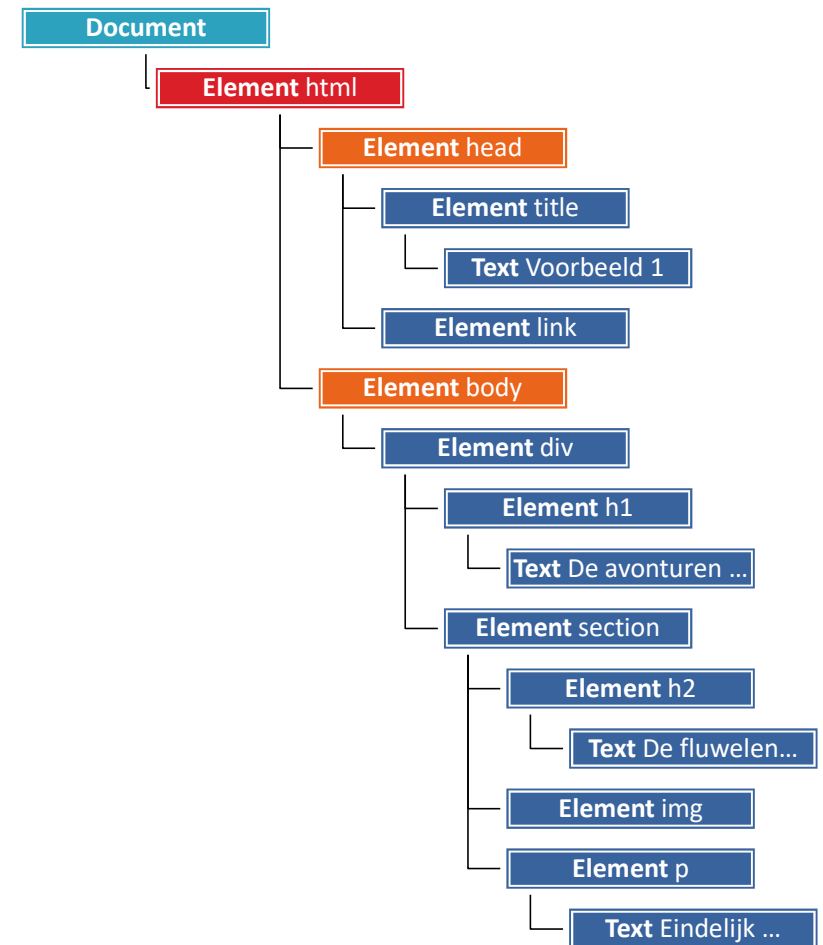 Document
Element html
Element head
Element title
Text Voorbeeld 1
Element link
Element body
Element div
Element h1
Text De avonturen ...
Element section
Element h2
Text De fluwelen...
Element img
Element p
Text Eindelijk ...